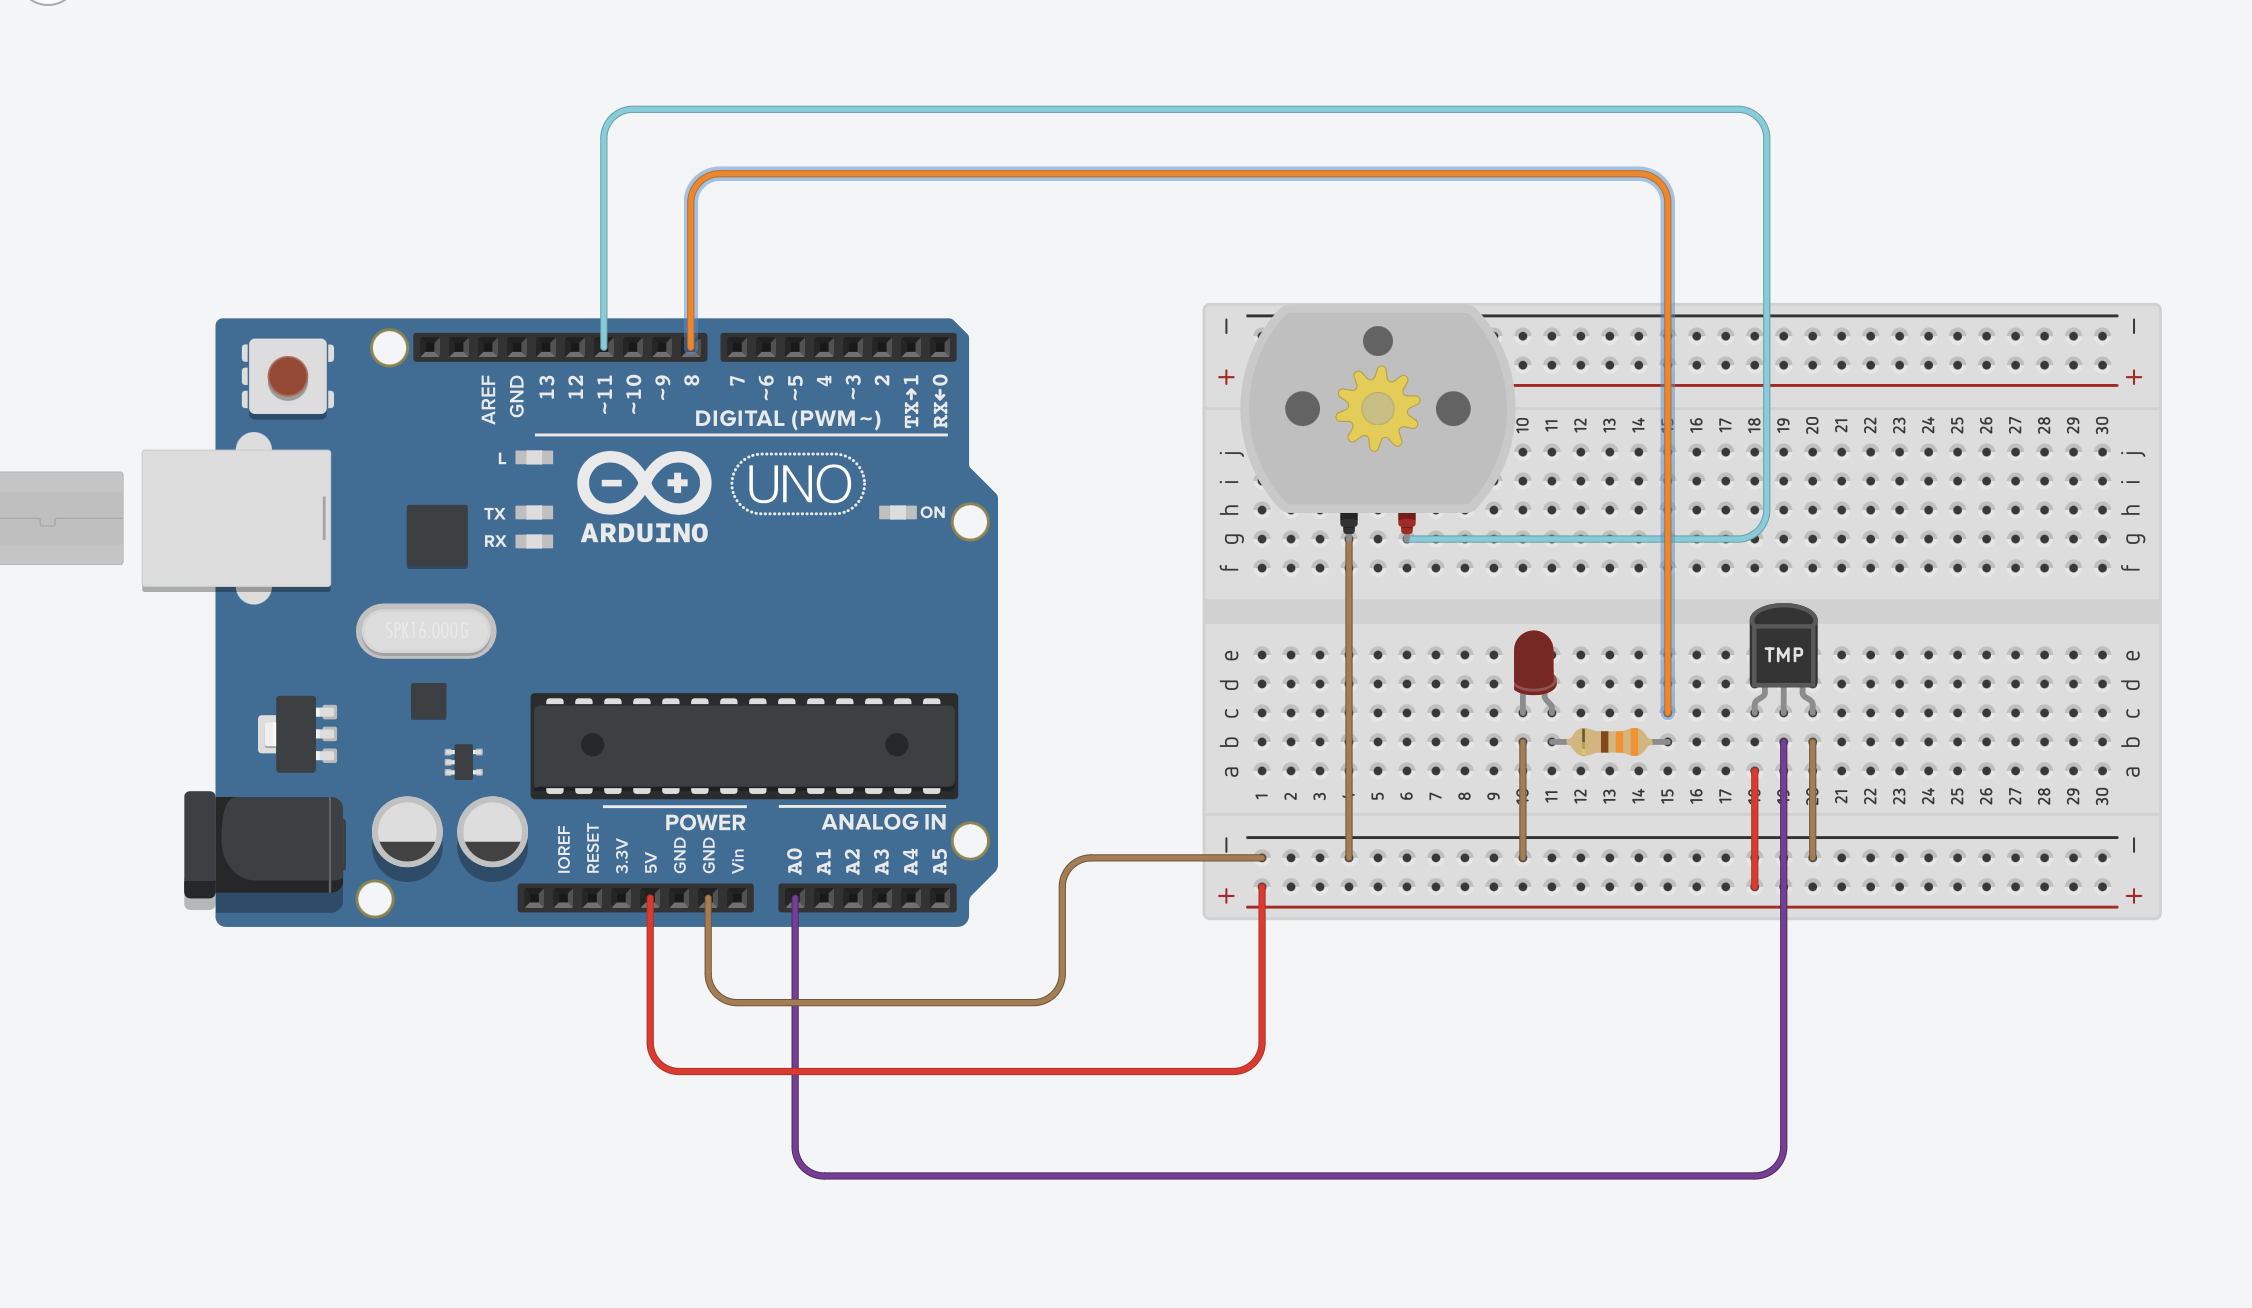 AREF
GND
13
12
~11
~10
~9
8
7
~6
~5
4
~3
2
TX→1
RX←0
DIGITAL (PWM~)
L
TX
RX
UNO
ARDUINO
ON
SPK16.000G
POWER
ANALOG IN
IOREF
RESET
3.3V
5V
GND
GND
Vin
A0
A1
A2
A3
A4
A5
− −
+ +
10 11 12 13 14 15 16 17 18 19 20 21 22 23 24 25 26 27 28 29 30
j j
i i
h h
g g
f f
TMP
e e
d d
c c
b b
a a
1 2 3 4 5 6 7 8 9 10 11 12 13 14 15 16 17 18 19 20 21 22 23 24 25 26 27 28 29 30
− −
+ +